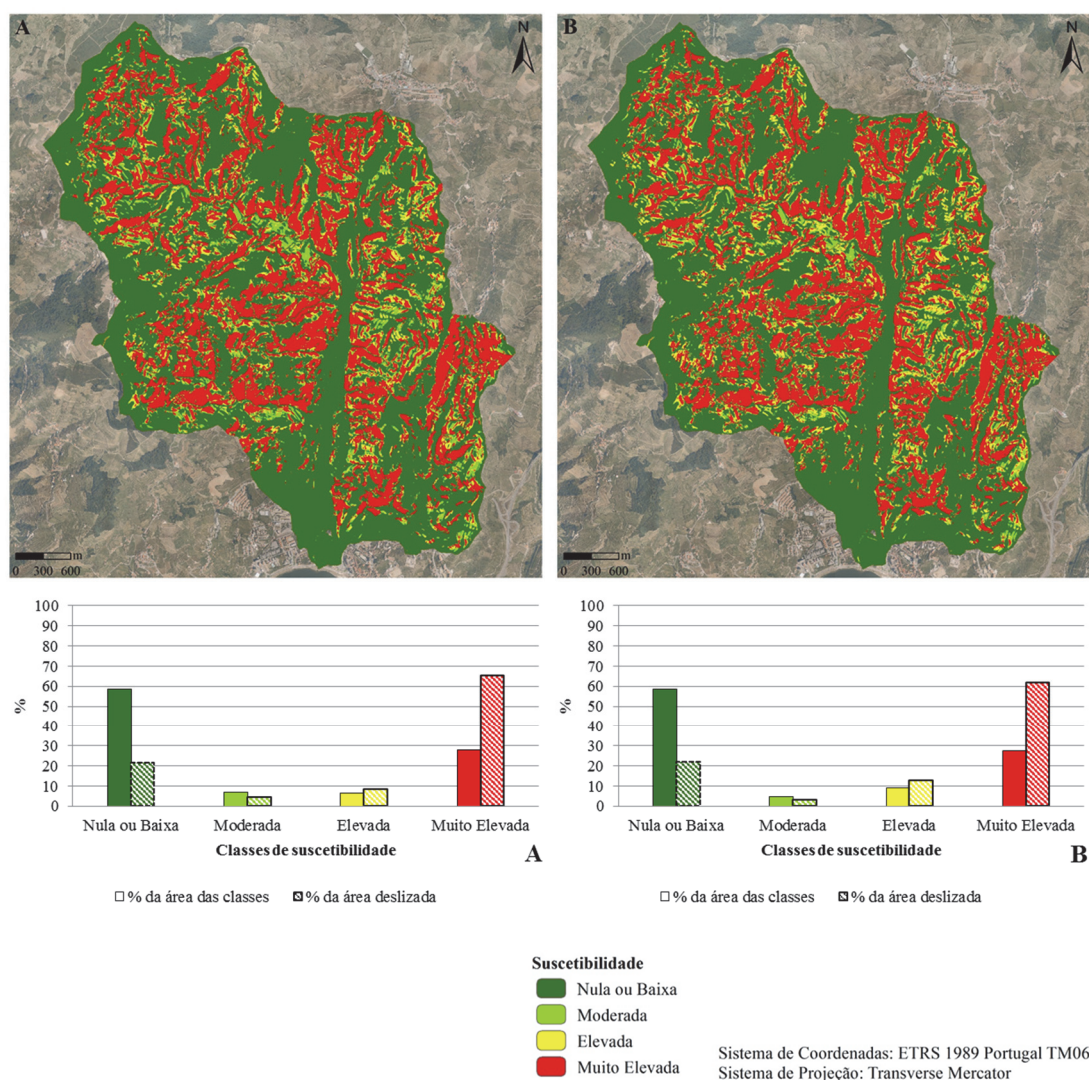 A
N
m
0 300 600
B
N
m
0 300 600
100
90
80
70
60
50
40
30
20
10
0
%
Nula ou Baixa Moderada Elevada Muito Elevada
Classes de suscetibilidade
A
% da área das classes % da área deslizada
100
90
80
70
60
50
40
30
20
10
0
%
Nula ou Baixa Moderada Elevada Muito Elevada
Classes de suscetibilidade
B
% da área das classes % da área deslizada
Suscetibilidade
Nula ou Baixa
Moderada
Elevada
Muito Elevada
Sistema de Coordenadas: ETRS 1989 Portugal TM06
Sistema de Projeção: Transverse Mercator